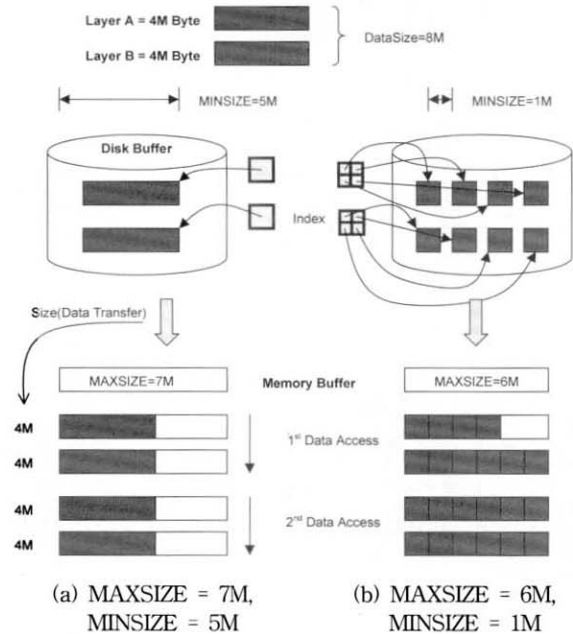 Layer A = 4M Byte
Layer B = 4M Byte
DataSize=8M
MINSIZE=5M
MINSIZE=1M
Disk Buffer
Index
Size(Data Transfer)
MAXSIZE=7M
Memory Buffer
MAXSIZE=6M
4M
1st Data Access
4M
4M
2nd Data Access
4M
(a) MAXSIZE = 7M,
MINSIZE = 5M
(b) MAXSIZE = 6M,
MINSIZE = 1M